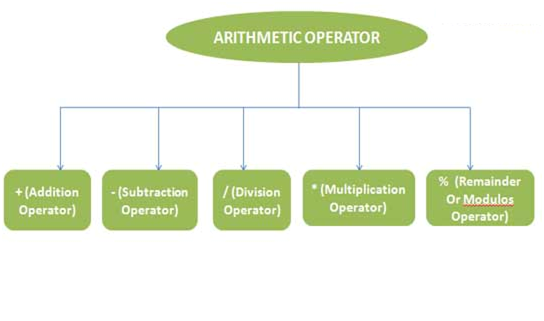 ARITHMETIC OPERATOR
+ (Addition
Operator)
- (Subtraction
Operator)
/ (Division
Operator)
* (Multiplication
Operator)
% (Remainder
Or Modulos
Operator)